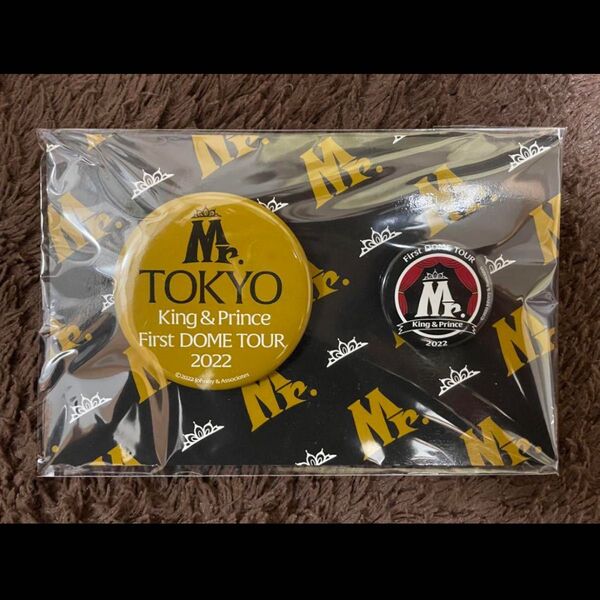 Mr.
TOKYO
King & Prince
First DOME TOUR
2022
©2022 Johnny & Associates
First DOME TOUR
Mr.
King & Prince
2022
Mr.
Mr.
Mr.
Mr.
Mr.
Mr.